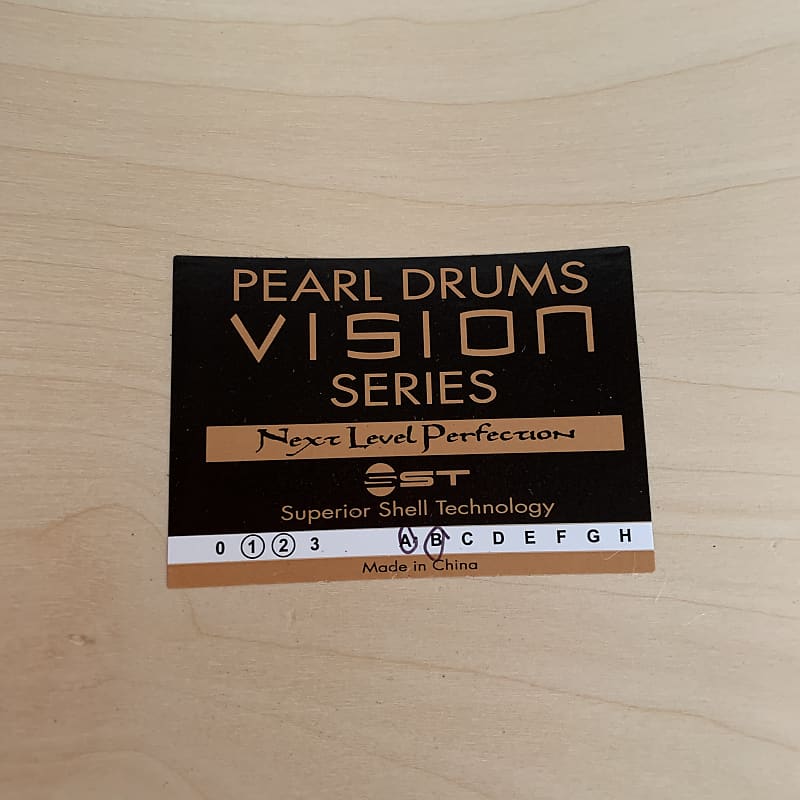 PEARL DRUMS
VISION
SERIES
Next Level Perfection
SST
Superior Shell Technology
0 1 2 3 A B C D E F G H
Made in China